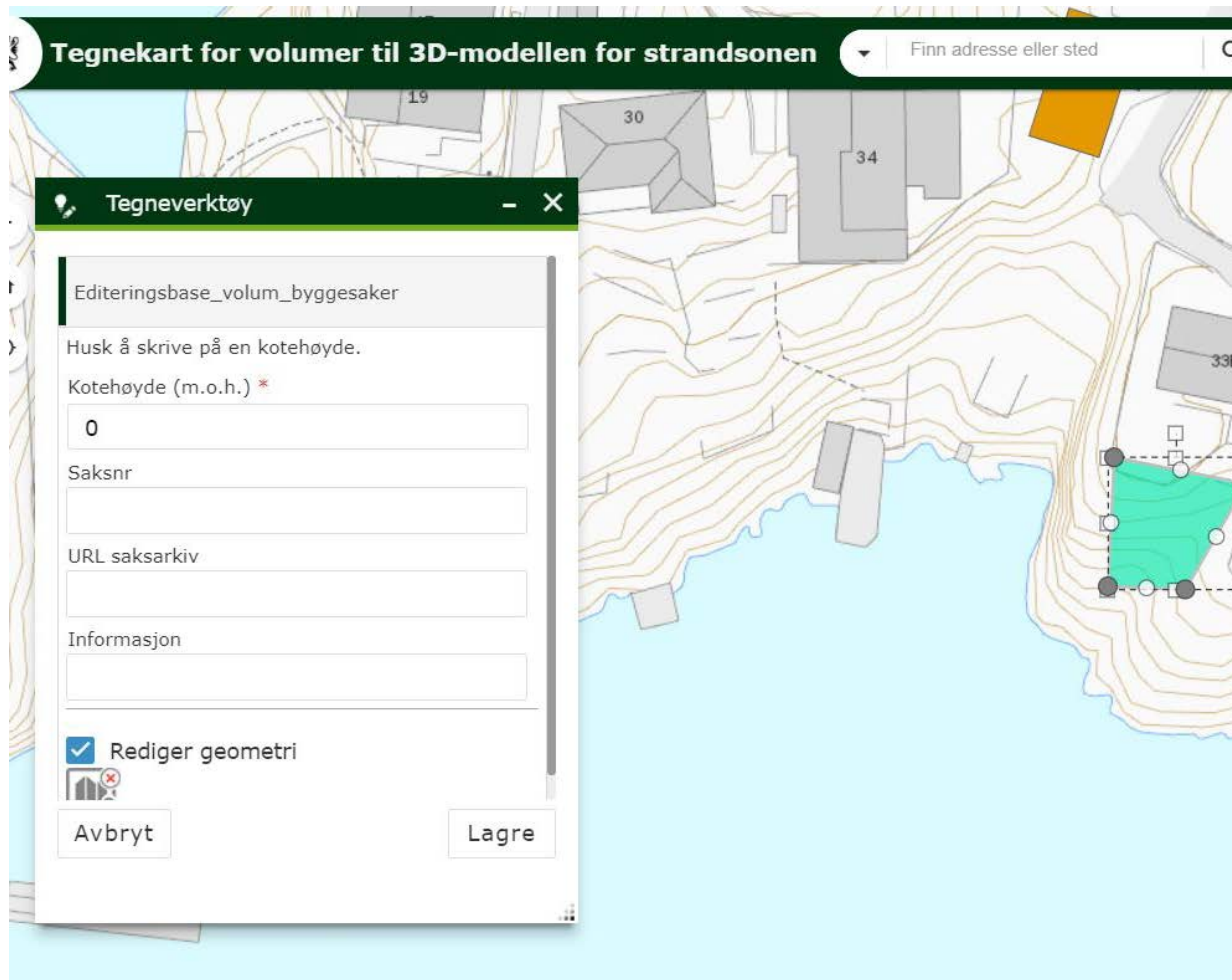 Tegnekart for volumer til 3D-modellen for strandsonen
Finn adresse eller sted
19
30
34
Tegneverktøy
Editeringsbase_volum_byggesaker
Husk å skrive på en kotehøyde.
Kotehøyde (m.o.h.) *
0
Saksnr
URL saksarkiv
Informasjon
Rediger geometri
Avbryt
Lagre